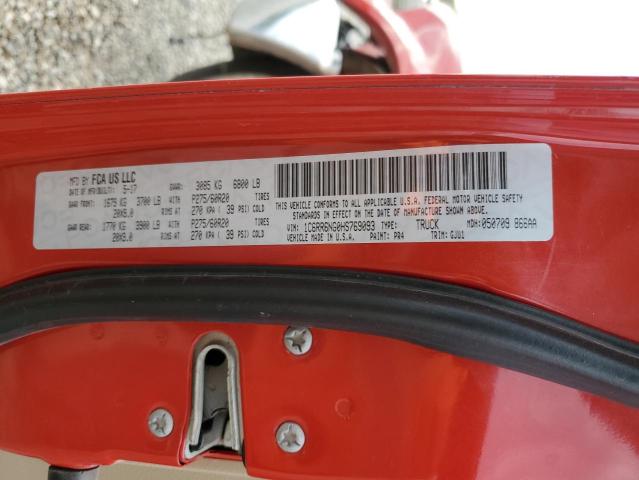 MFD BY FCA US LLC GVWR: 3085 KG 6800 LB
DATE OF MFR(BUILT): 5-17
GAWR FRONT: 1679 KG 3700 LB WITH P275/60R20 TIRES
20X9.0 RIMS AT 270 KPA ( 39 PSI) COLD
GAWR REAR: 1770 KG 3900 LB WITH P275/60R20 TIRES
20X9.0 RIMS AT 270 KPA ( 39 PSI) COLD
THIS VEHICLE CONFORMS TO ALL APPLICABLE U.S.A. FEDERAL MOTOR VEHICLE SAFETY
STANDARDS IN EFFECT ON THE DATE OF MANUFACTURE SHOWN ABOVE.
VIN: 1C6RR6NG0HS769093 TYPE: TRUCK MDH: 050709 868AA
VEHICLE MADE IN U.S.A. PAINT: PR4 TRIM: GJU1